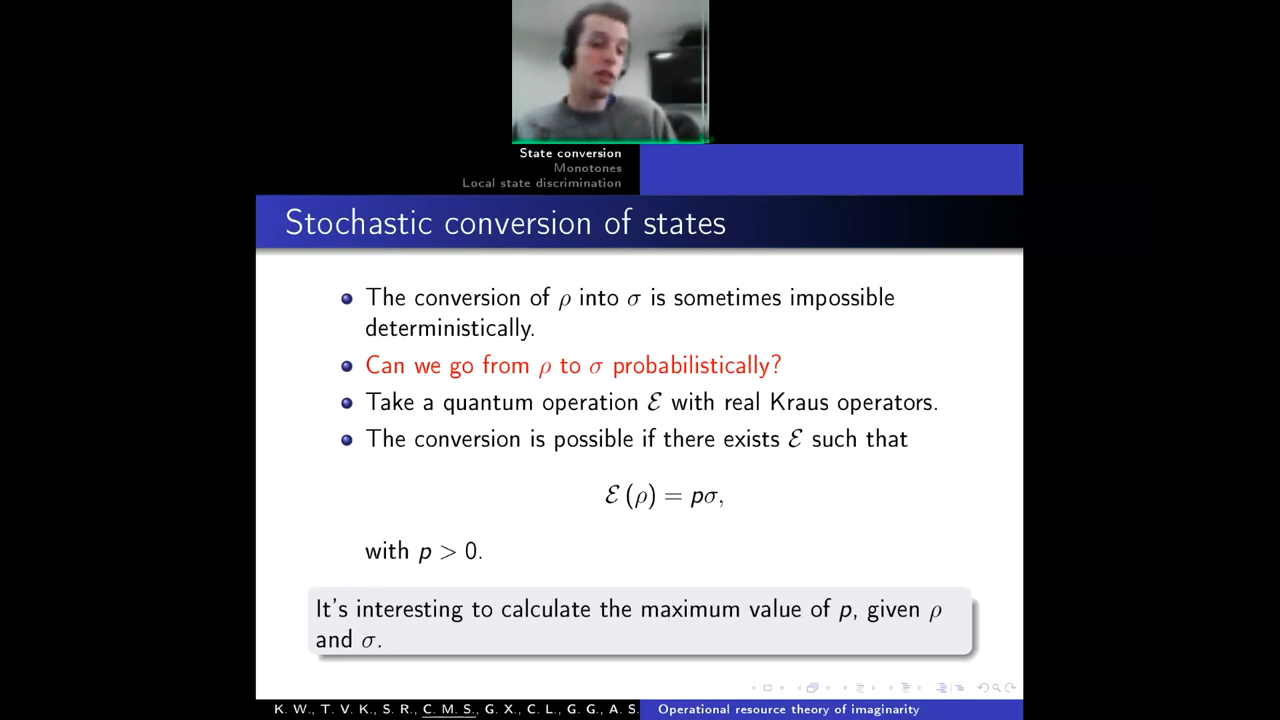 State conversion
Monotones
Local state discrimination
Stochastic conversion of states
The conversion of ρ into σ is sometimes impossible
deterministically.
Can we go from ρ to σ probabilistically?
Take a quantum operation ℰ with real Kraus operators.
The conversion is possible if there exists ℰ such that
ℰ (ρ) = pσ,
with p > 0.
It's interesting to calculate the maximum value of p, given ρ
and σ.
K. W., T. V. K., S. R., C. M. S., G. X., C. L., G. G., A. S.
Operational resource theory of imaginarity